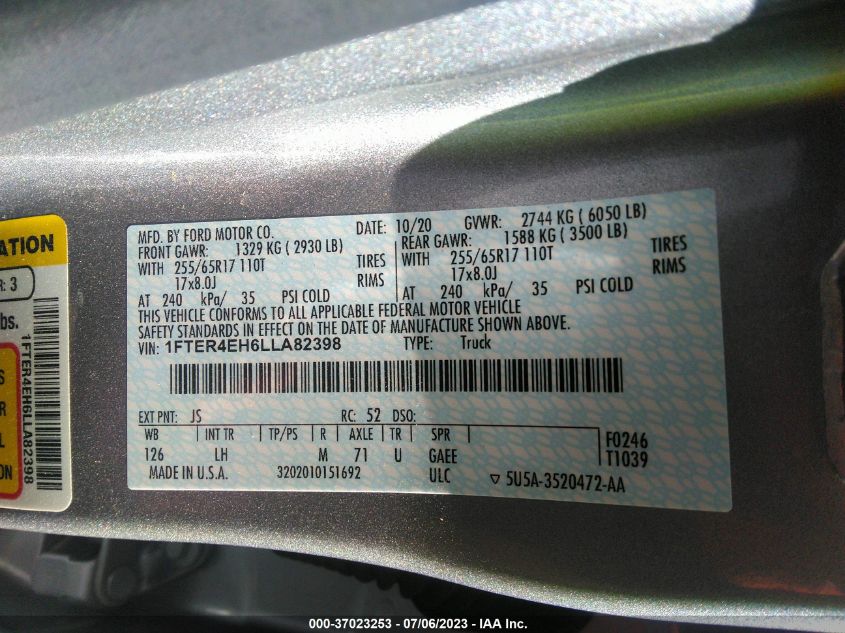 ATION
R: 3
bs.
1FTER4EH6LLA82398
S
ER
L
ION
MFD. BY FORD MOTOR CO. DATE: 10/20 GVWR: 2744 KG ( 6050 LB)
FRONT GAWR: 1329 KG ( 2930 LB) REAR GAWR: 1588 KG ( 3500 LB)
WITH 255/65R17 110T TIRES WITH 255/65R17 110T TIRES
17x8.0J RIMS 17x8.0J RIMS
AT 240 kPa/ 35 PSI COLD AT 240 kPa/ 35 PSI COLD
THIS VEHICLE CONFORMS TO ALL APPLICABLE FEDERAL MOTOR VEHICLE
SAFETY STANDARDS IN EFFECT ON THE DATE OF MANUFACTURE SHOWN ABOVE.
VIN: 1FTER4EH6LLA82398 TYPE: Truck
EXT PNT: JS RC: 52 DSO:
WB INT TR TP/PS R AXLE TR SPR F0246
126 LH M 71 U GAEE T1039
MADE IN U.S.A. 3202010151692 ULC ▽ 5U5A-3520472-AA
000-37023253 - 07/06/2023 - IAA Inc.